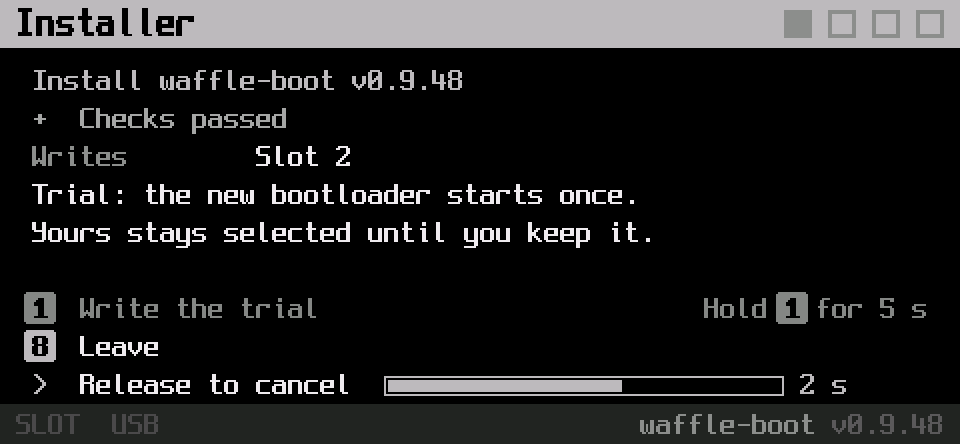 Installer
Install waffle-boot v0.9.48
+ Checks passed
Writes Slot 2
Trial: the new bootloader starts once.
Yours stays selected until you keep it.
1 Write the trial Hold 1 for 5 s
8 Leave
> Release to cancel 2 s
SLOT USB waffle-boot v0.9.48